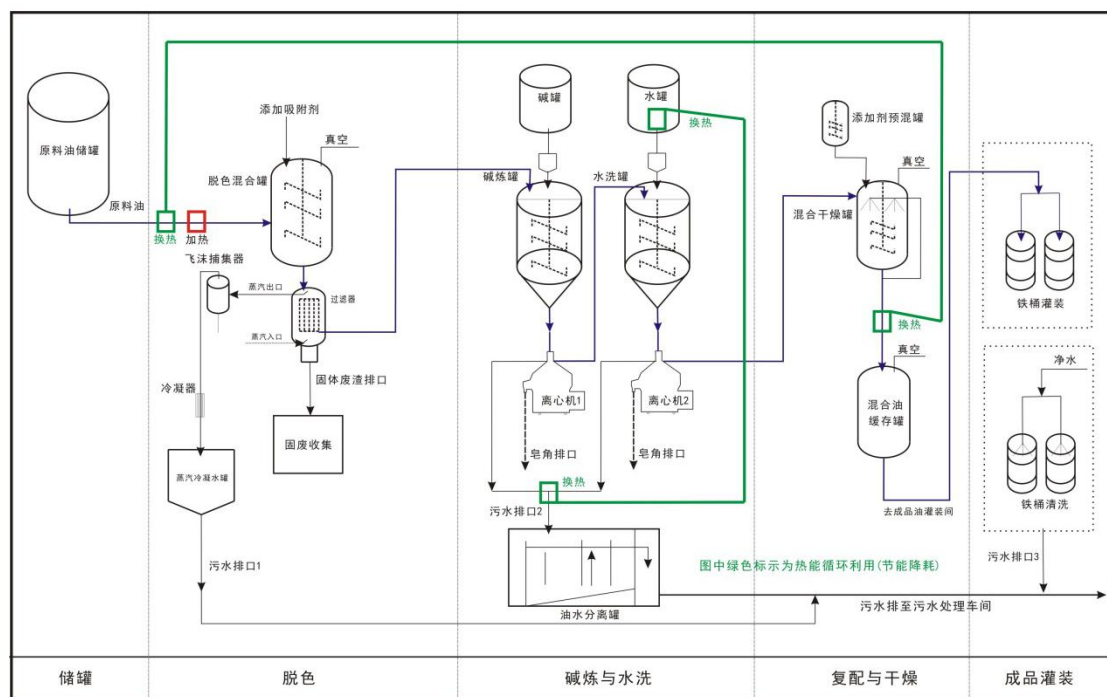 原料油储罐
原料油
换热
加热
添加吸附剂
真空
脱色混合罐
飞沫捕集器
蒸汽出口
过滤器
蒸汽入口
固体废渣排口
冷凝器
固废收集
蒸汽冷凝水罐
污水排口1
碱罐
水罐
换热
碱炼罐
水洗罐
离心机1
离心机2
皂角排口
皂角排口
换热
污水排口2
油水分离罐
添加剂预混罐
真空
混合干燥罐
换热
真空
混合油
缓存罐
去成品油灌装间
铁桶灌装
净水
铁桶清洗
污水排口3
图中绿色标示为热能循环利用(节能降耗)
污水排至污水处理车间
储罐
脱色
碱炼与水洗
复配与干燥
成品灌装